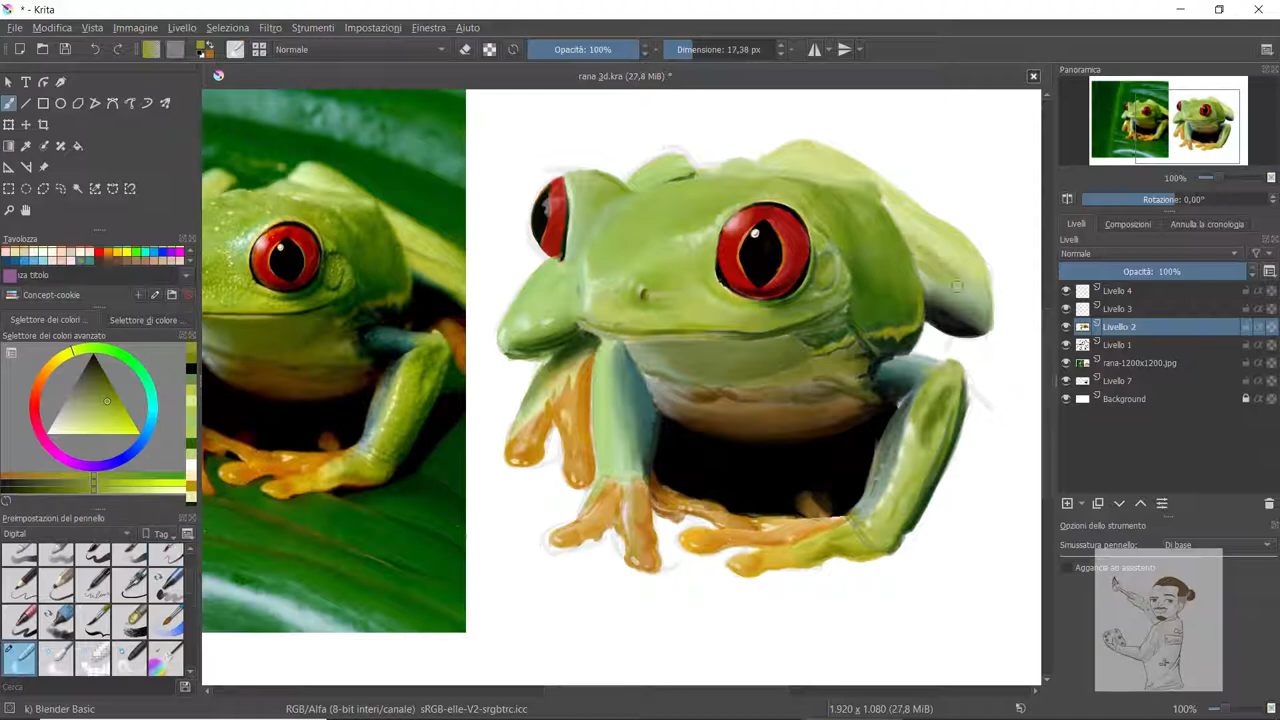 * - Krita
File Modifica Vista Immagine Livello Seleziona Filtro Strumenti Impostazioni Finestra Aiuto
Normale Opacità: 100% Dimensione: 17,38 px
rana 3d.kra (27,8 MiB) *
Panoramica
100%
Rotazione: 0,00°
Livelli Composizioni Annulla la cronologia
Livelli
Normale
Opacità: 100%
Livello 4
Livello 3
Livello 2
Livello 1
rana-1200x1200.jpg
Livello 7
Background
Opzioni dello strumento
Smussatura pennello: Di base
Aggancia ad assistenti
Tavolozza
nza titolo
Concept-cookie
Selettore dei colori ... Selettore di colore ...
Selettore dei colori avanzato
Preimpostazioni del pennello
Digital Tag
Cerca
k) Blender Basic RGB/Alfa (8-bit interi/canale) sRGB-elle-V2-srgbtrc.icc 1.920 x 1.080 (27,8 MiB) 100%